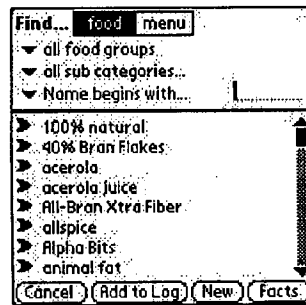 Find... food menu
all food groups
all sub categories...
Name begins with...
100% natural
40% Bran Flakes
acerola
acerola juice
All-Bran Xtra Fiber
allspice
Alpha Bits
animal fat
Cancel Add to Log New Facts